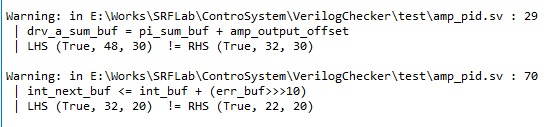 Warning: in E:\Works\SRFLab\ControSystem\VerilogChecker\test\amp_pid.sv : 29
| drv_a_sum_buf = pi_sum_buf + amp_output_offset
| LHS (True, 48, 30)  != RHS (True, 32, 30)
Warning: in E:\Works\SRFLab\ControSystem\VerilogChecker\test\amp_pid.sv : 70
| int_next_buf <= int_buf + (err_buf>>>10)
| LHS (True, 32, 20)  != RHS (True, 22, 20)